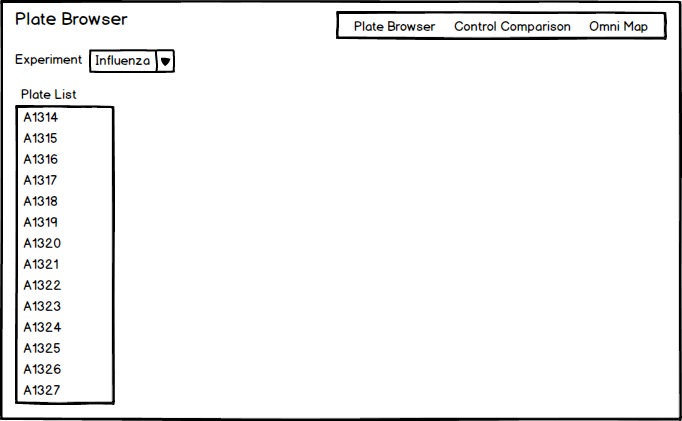 Plate Browser
Plate Browser Control Comparison Omni Map
Experiment Influenza
Plate List
A1314
A1315
A1316
A1317
A1318
A1319
A1320
A1321
A1322
A1323
A1324
A1325
A1326
A1327